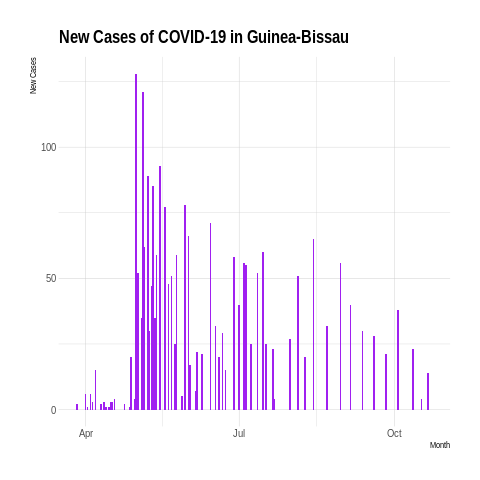 New Cases of COVID-19 in Guinea-Bissau
New Cases
100
50
0
Apr
Jul
Oct
Month